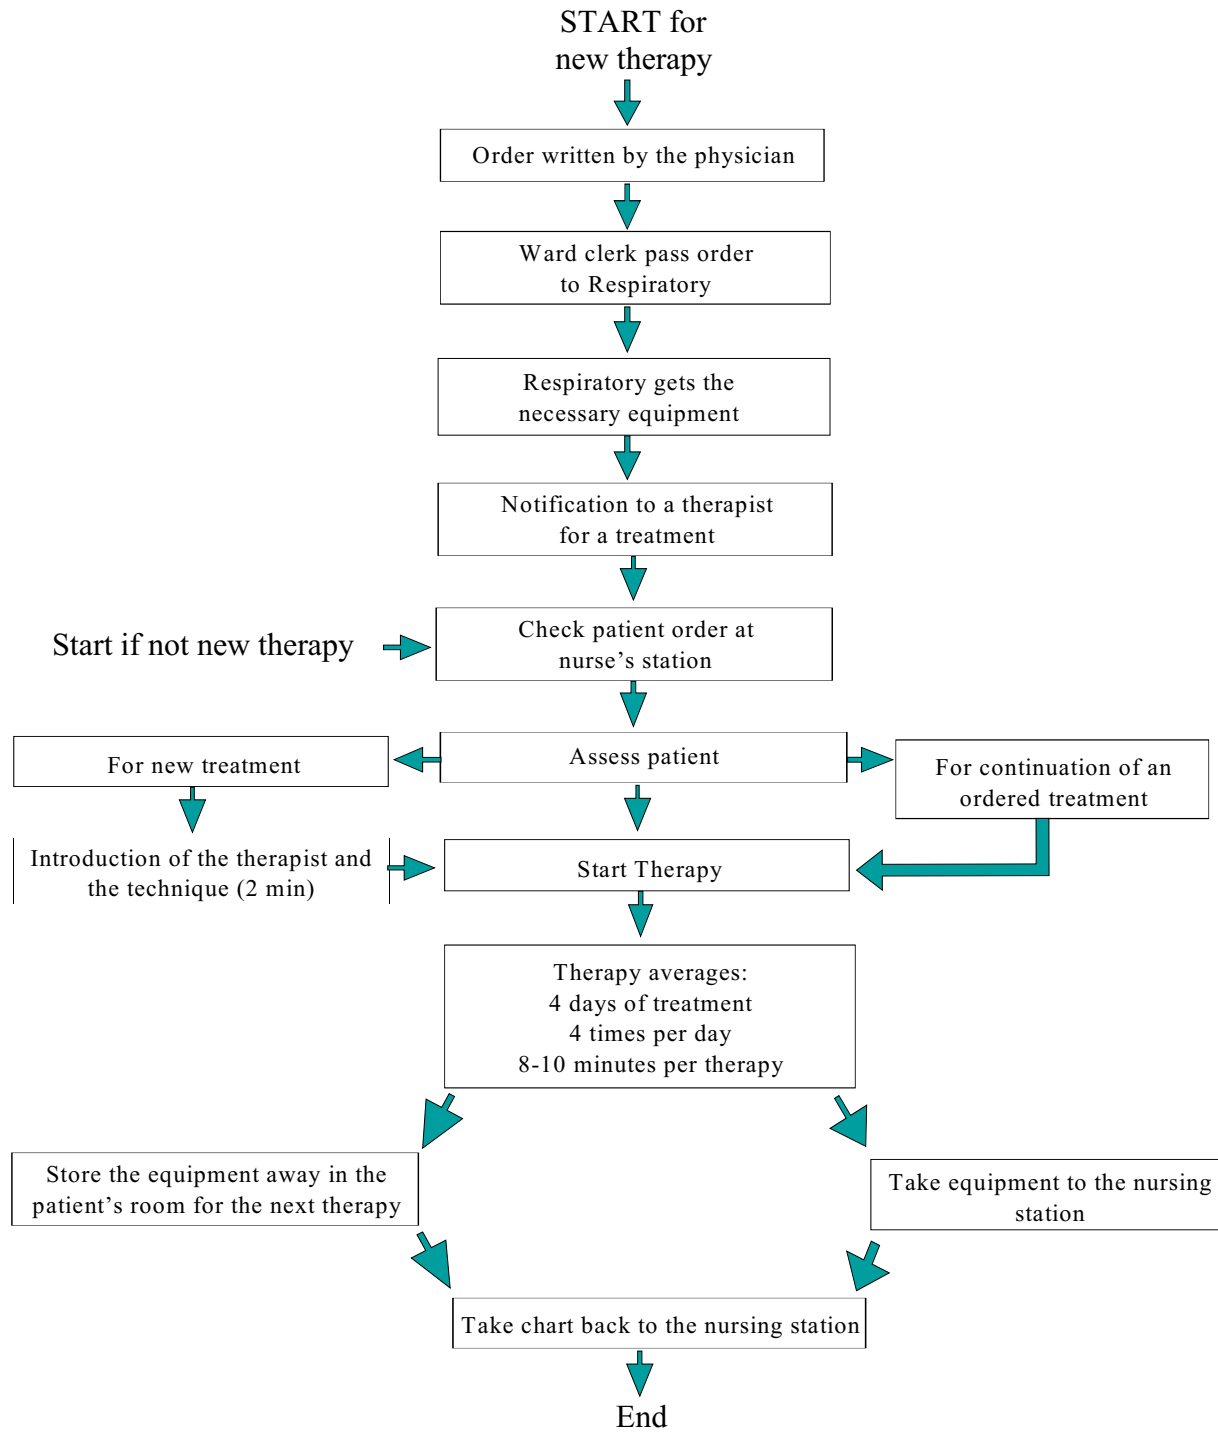 START for
new therapy
Order written by the physician
Ward clerk pass order
to Respiratory
Respiratory gets the
necessary equipment
Notification to a therapist
for a treatment
Start if not new therapy
Check patient order at
nurse’s station
For new treatment
Assess patient
For continuation of an
ordered treatment
Introduction of the therapist and
the technique (2 min)
Start Therapy
Therapy averages:
4 days of treatment
4 times per day
8-10 minutes per therapy
Store the equipment away in the
patient’s room for the next therapy
Take equipment to the nursing
station
Take chart back to the nursing station
End